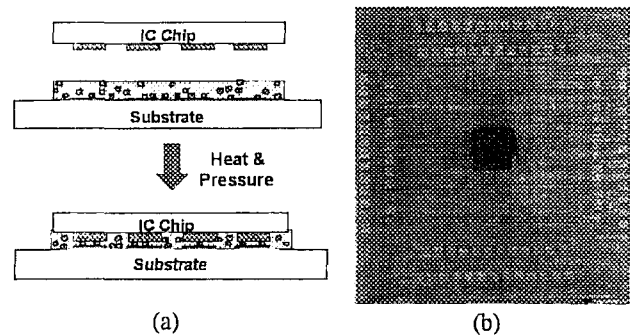 IC Chip
Substrate
Heat &
Pressure
IC Chip
Substrate
(a)
(b)